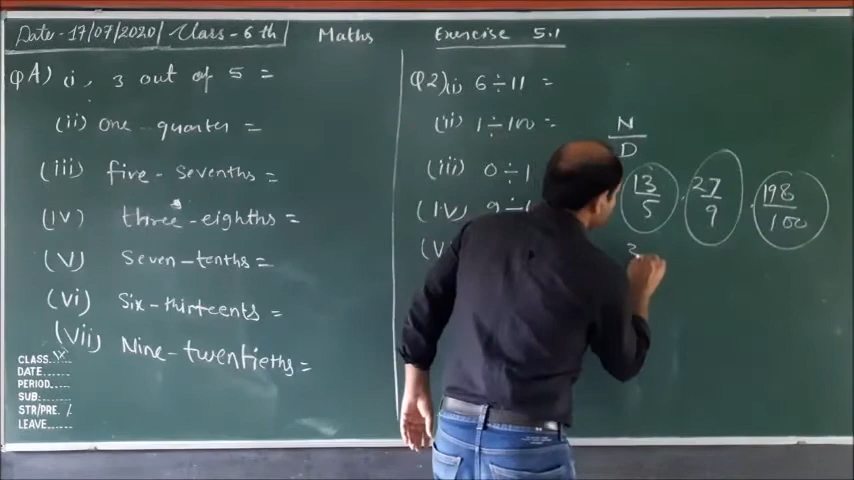 Date - 17/07/2020 / Class - 6 th
Maths
Exercise 5.1
QA) (i, 3 out of 5 =
(ii) one - quarter =
(iii) five - sevenths =
(iv) three - eighths =
(v) Seven - tenths =
(vi) Six - thirteents =
(vii) Nine - twentieths =
CLASS
DATE
PERIOD
SUB:
STR/PRE. /
LEAVE
Q2) (i) 6 ÷ 11 =
(ii) 1 ÷ 100 =
(iii) 0 ÷ 1
(iv) 9 ÷
(v
N
D
13/5, 27/9, 198/100